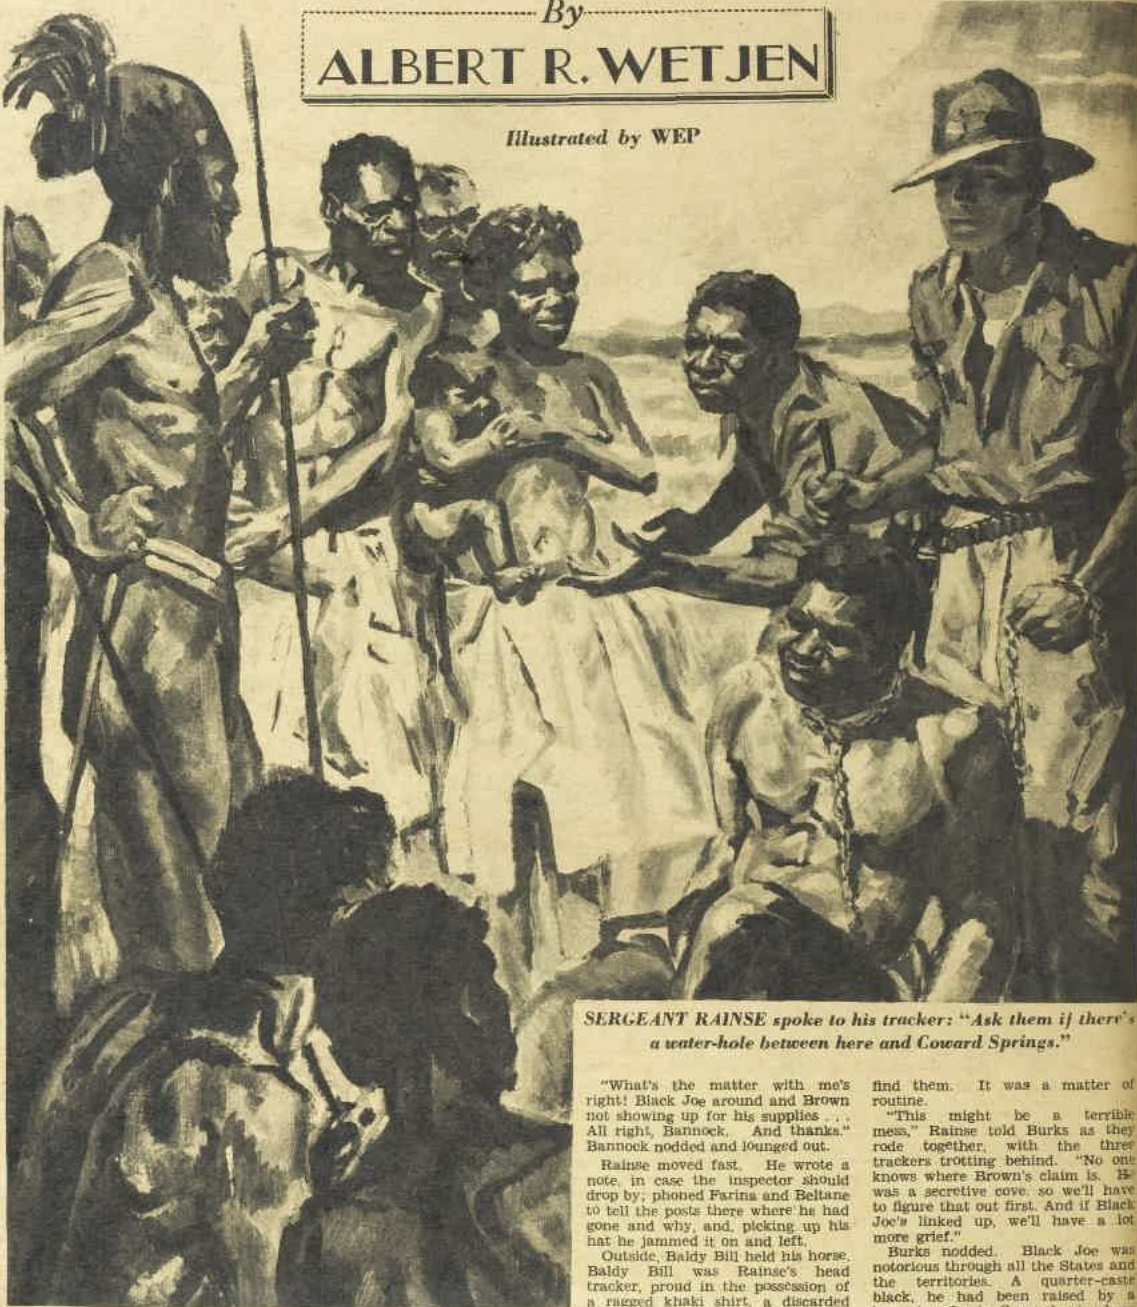 By
ALBERT R. WETJEN
Illustrated by WEP
SERGEANT RAINSE spoke to his tracker: "Ask them if there's
a water-hole between here and Coward Springs."
"What's the matter with me's
right! Black Joe around and Brown
not showing up for his supplies . . .
All right, Bannock. And thanks."
Bannock nodded and lounged out.
Rainse moved fast. He wrote a
note, in case the inspector should
drop by; phoned Farina and Beltane
to tell the posts there where he had
gone and why, and, picking up his
hat he jammed it on and left.
Outside, Baldy Bill held his horse.
Baldy Bill was Rainse's head
tracker, proud in the possession of
a ragged khaki shirt, a discarded
find them. It was a matter of
routine.
"This might be a terrible
mess," Rainse told Burks as they
rode together, with the three
trackers trotting behind. "No one
knows where Brown's claim is. He
was a secretive cove, so we'll have
to figure that out first. And if Black
Joe's linked up, we'll have a lot
more grief."
Burks nodded. Black Joe was
notorious through all the States and
the territories. A quarter-caste
black, he had been raised by a